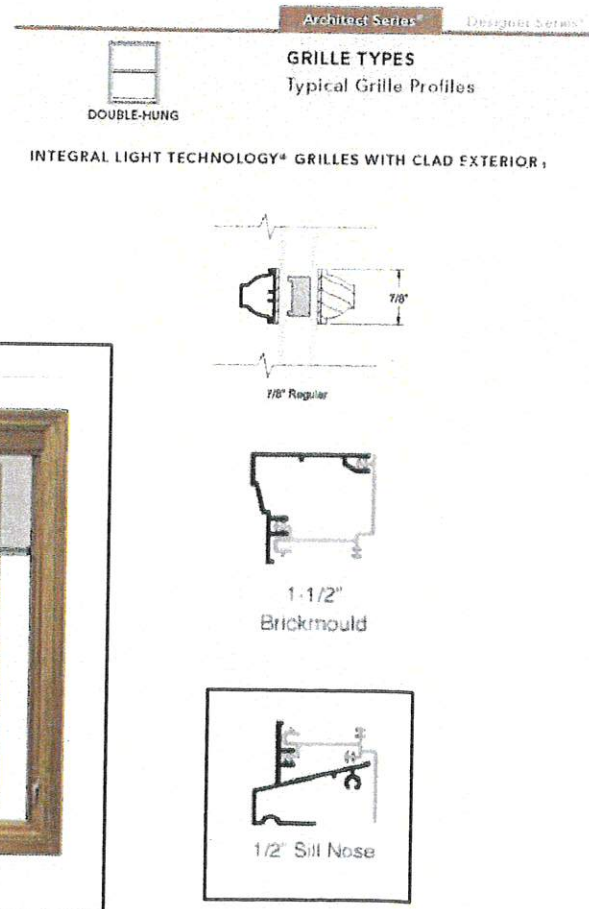 Architect Series®
Designer Series®
GRILLE TYPES
Typical Grille Profiles
DOUBLE-HUNG
INTEGRAL LIGHT TECHNOLOGY® GRILLES WITH CLAD EXTERIOR 1
7/8"
7/8" Regular
1-1/2"
Brickmould
1/2" Sill Nose